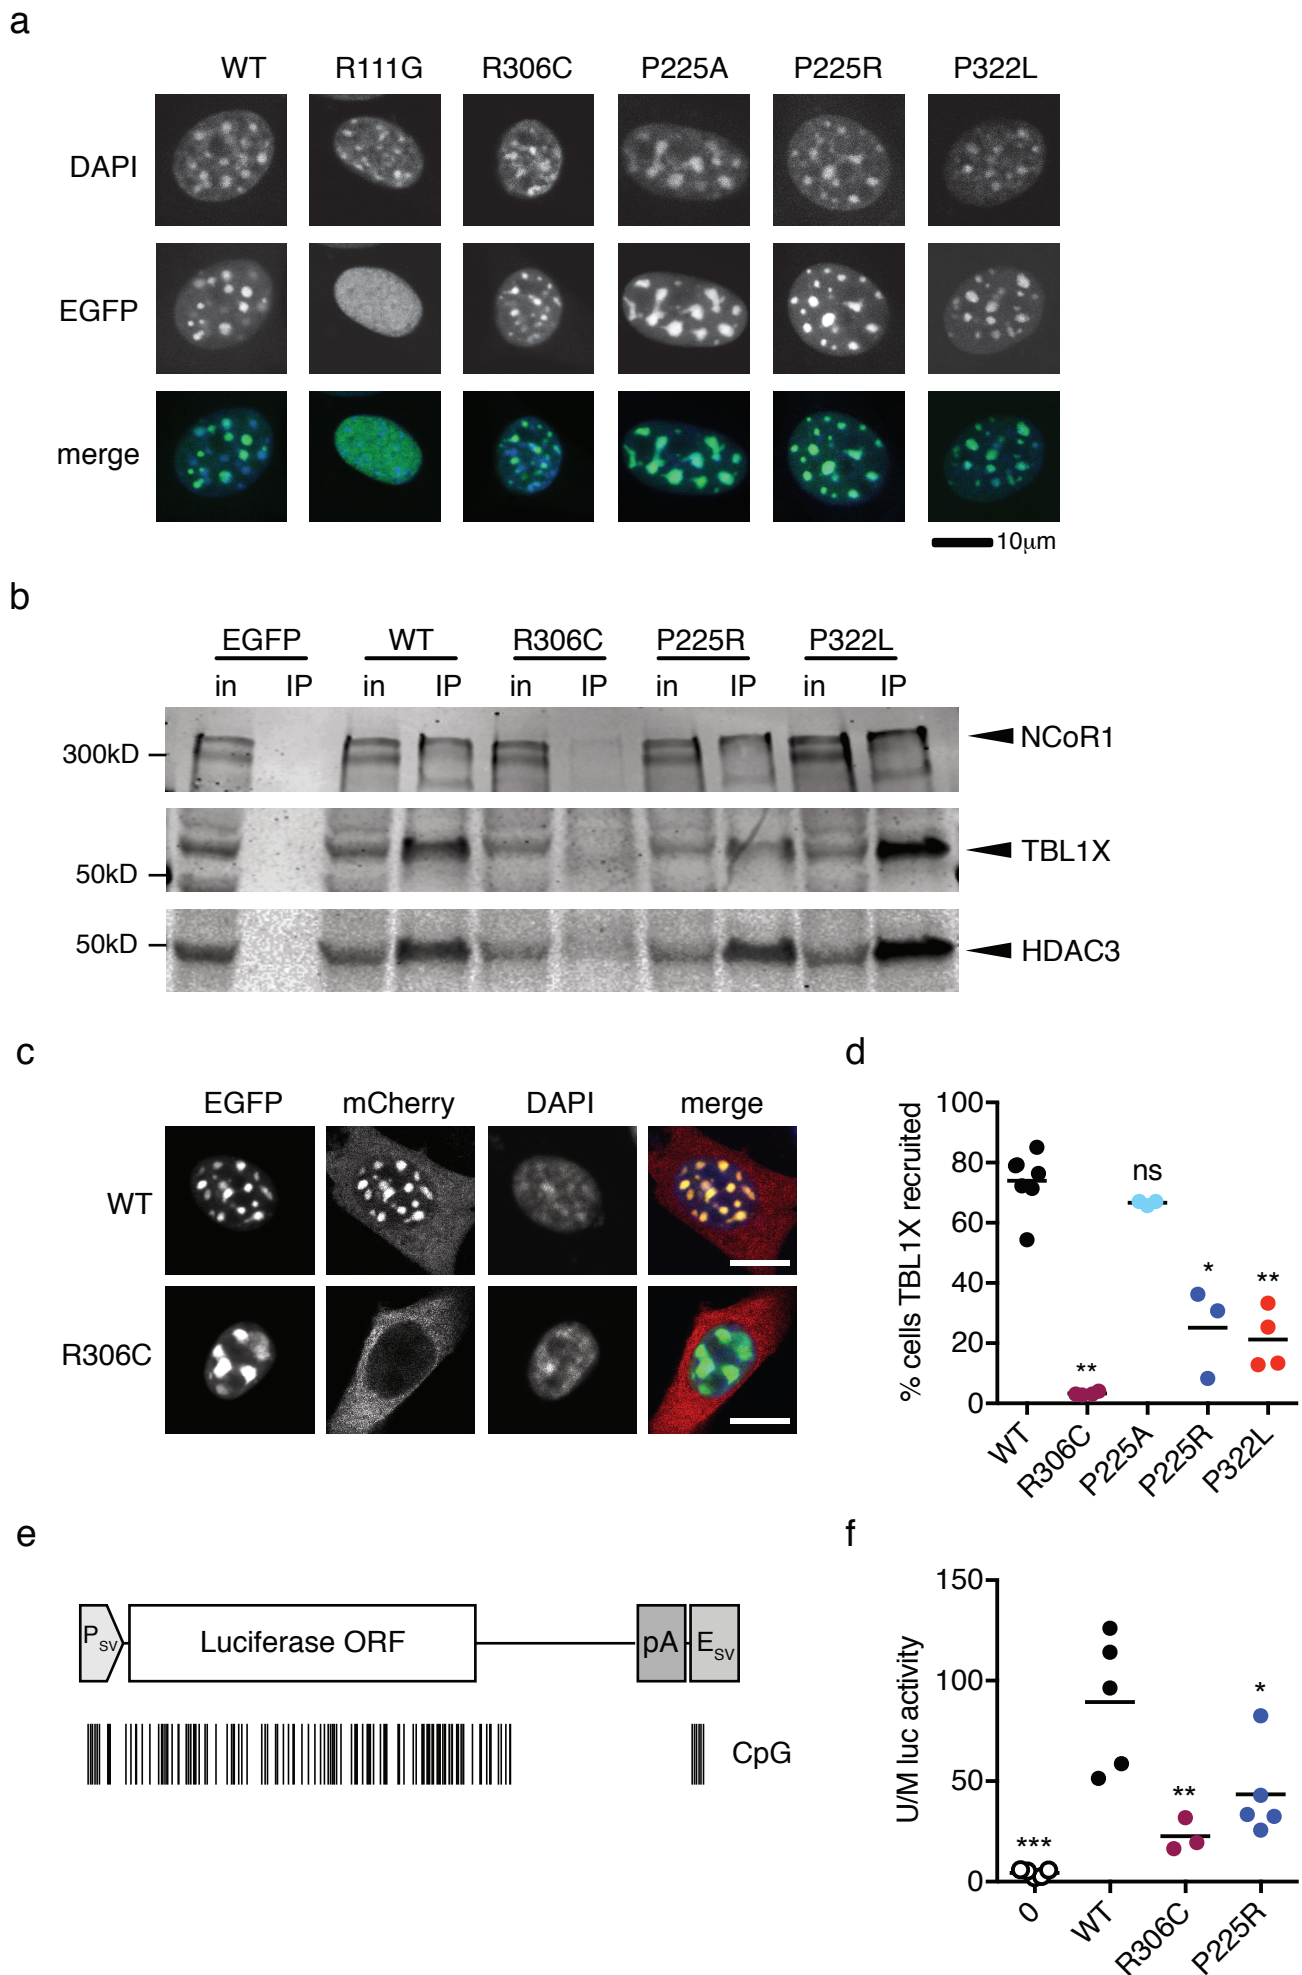 a
WT R111G R306C P225A P225R P322L
DAPI
EGFP
merge
10μm
b
EGFP WT R306C P225R P322L
in IP in IP in IP in IP in IP
300kD
NCoR1
TBL1X
50kD
50kD
HDAC3
c
EGFP mCherry DAPI merge
WT
R306C
d
% cells TBL1X recruited
100
80
60
40
20
0
**
ns
*
**
WT R306C P225A P225R P322L
e
PSV Luciferase ORF pA ESV
CpG
f
U/M luc activity
150
100
50
0
***
**
*
0 WT R306C P225R